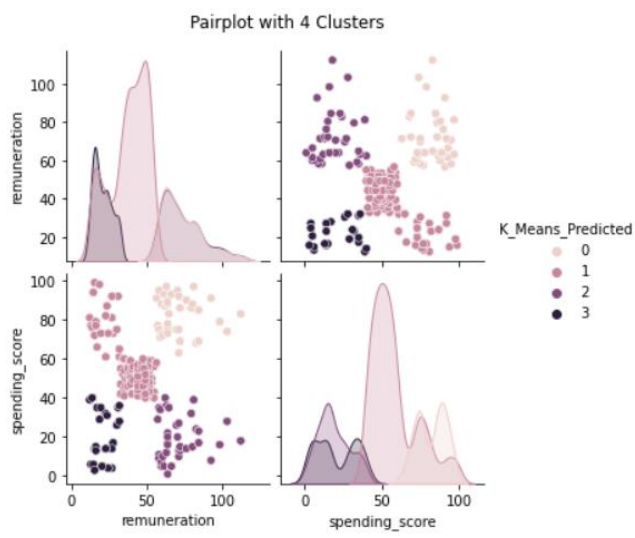 Pairplot with 4 Clusters
remuneration
100
80
60
40
20
K_Means_Predicted
0
1
2
3
spending_score
100
80
60
40
20
0
0 50 100
remuneration
0 50 100
spending_score